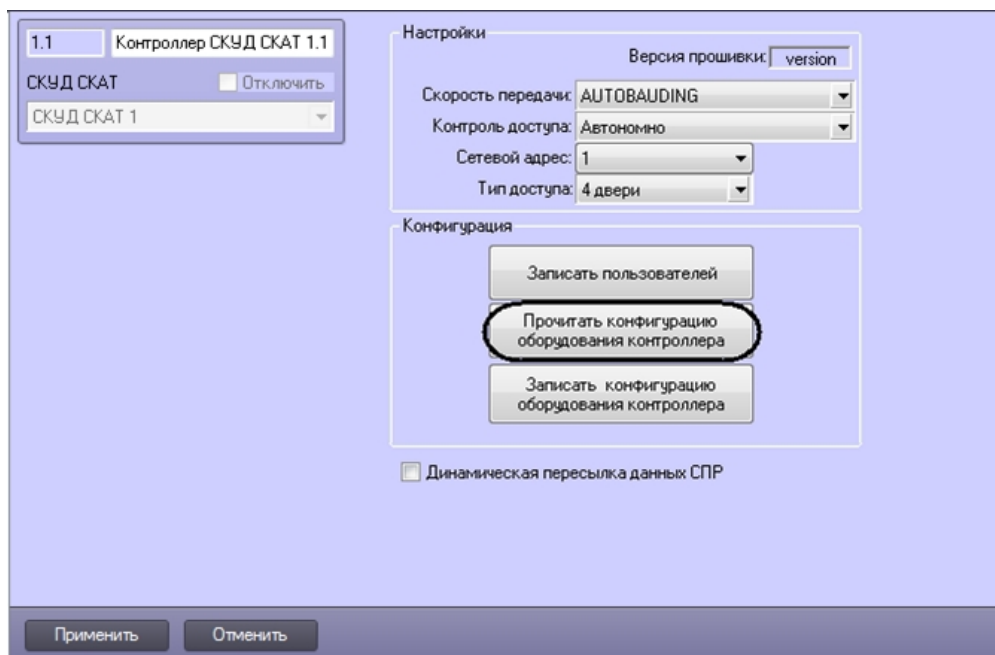 1.1
Контроллер СКУД СКАТ 1.1
СКУД СКАТ
Отключить
СКУД СКАТ 1
Настройки
Версия прошивки: version
Скорость передачи: AUTOBAUDING
Контроль доступа: Автономно
Сетевой адрес: 1
Тип доступа: 4 двери
Конфигурация
Записать пользователей
Прочитать конфигурацию
оборудования контроллера
Записать конфигурацию
оборудования контроллера
Динамическая пересылка данных СПР
Применить
Отменить